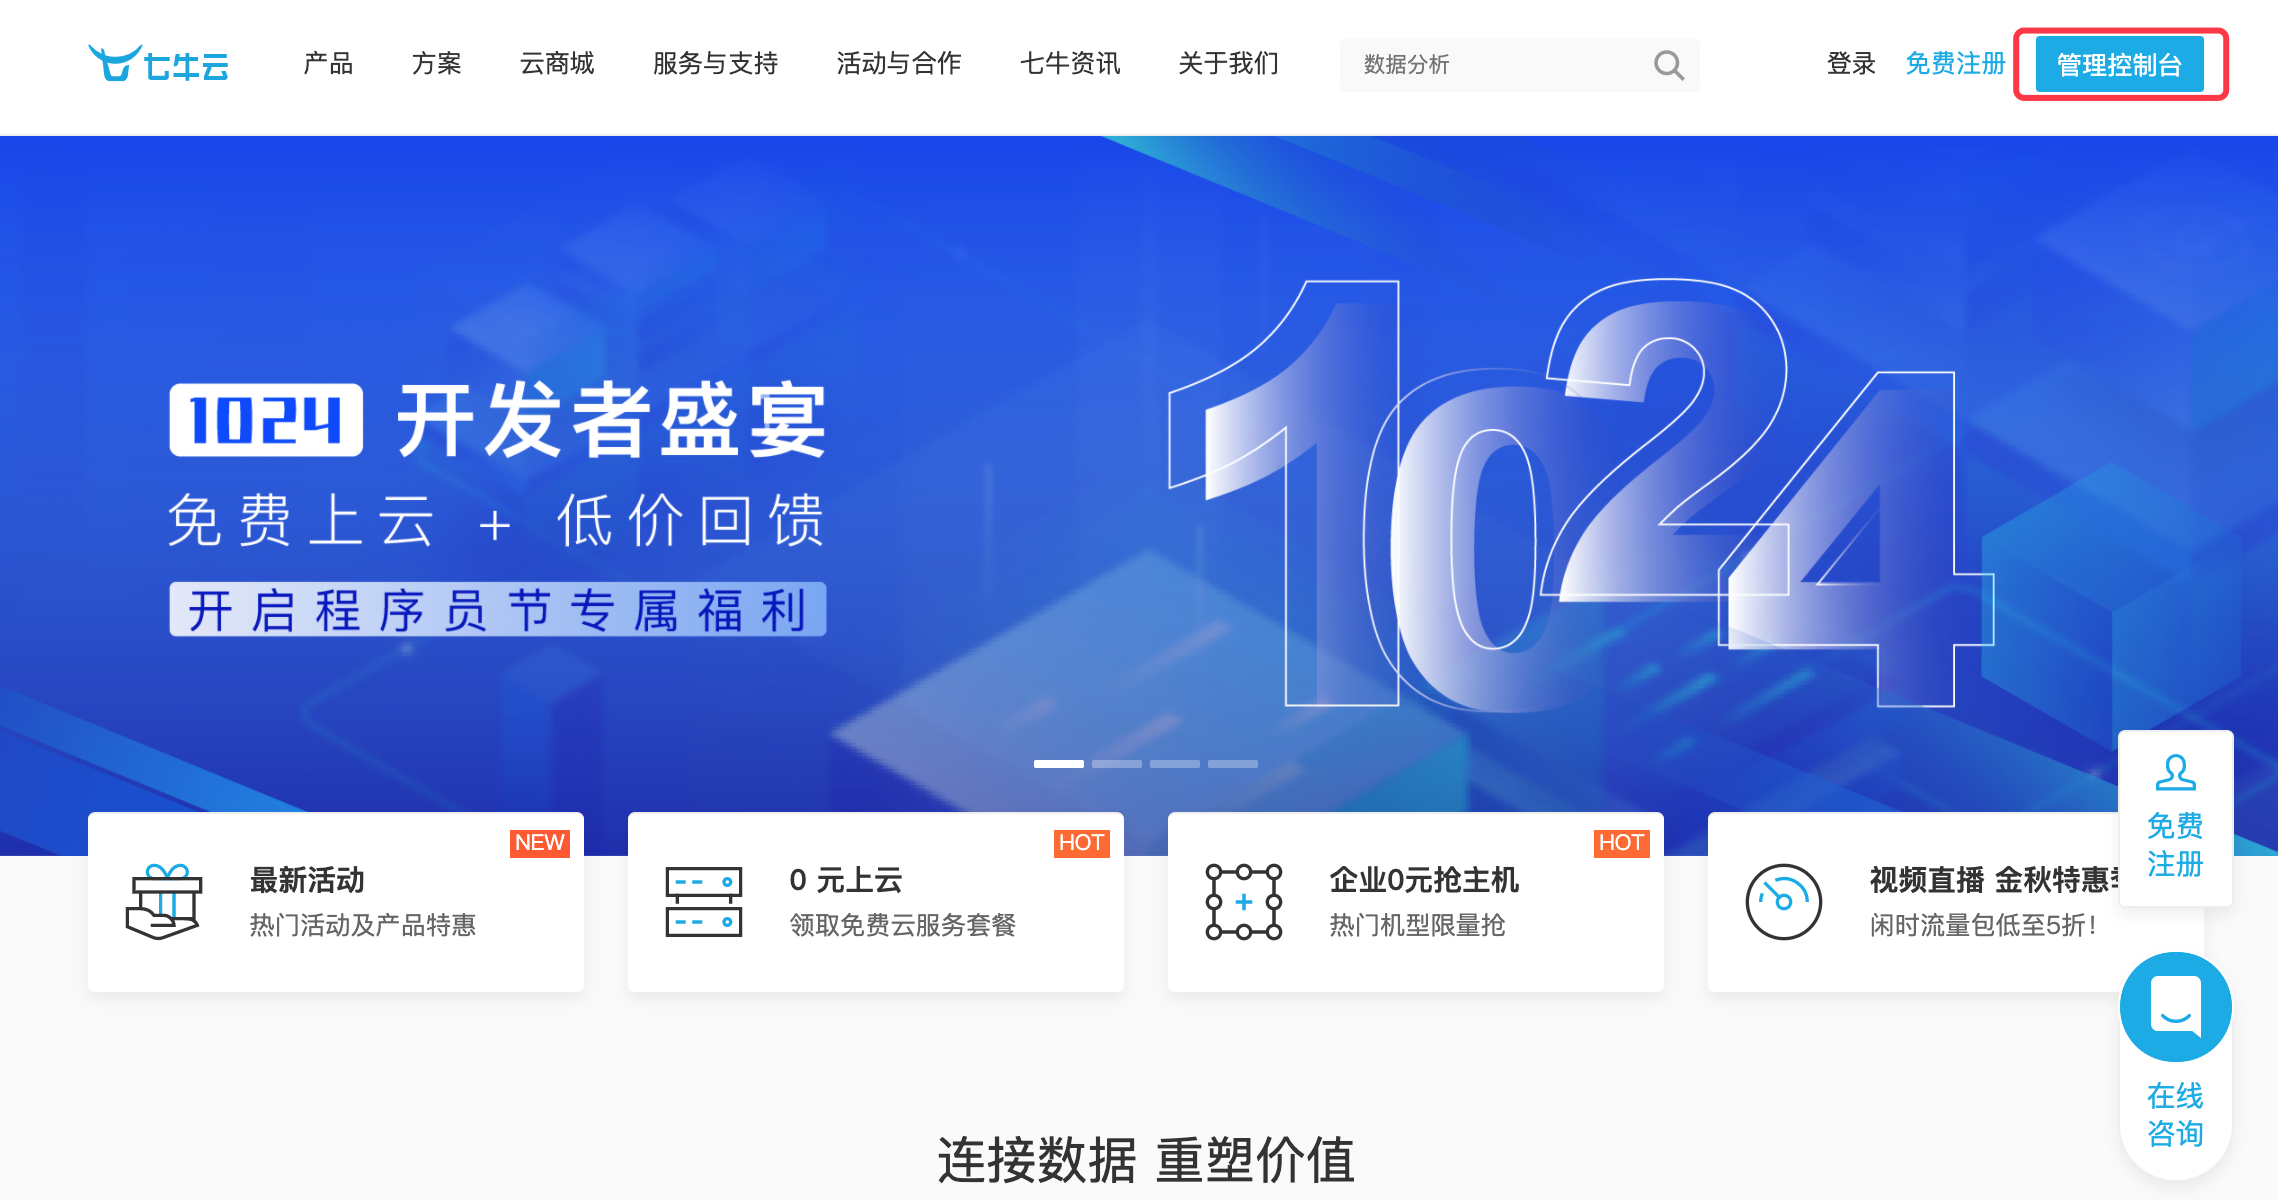 七牛云
产品
方案
云商城
服务与支持
活动与合作
七牛资讯
关于我们
数据分析
登录
免费注册
管理控制台
1024 开发者盛宴
免费上云 + 低价回馈
开启程序员节专属福利
1024
NEW
最新活动
热门活动及产品特惠
HOT
0 元上云
领取免费云服务套餐
HOT
企业0元抢主机
热门机型限量抢
视频直播 金秋特惠
闲时流量包低至5折!
免费
注册
在线
咨询
连接数据 重塑价值